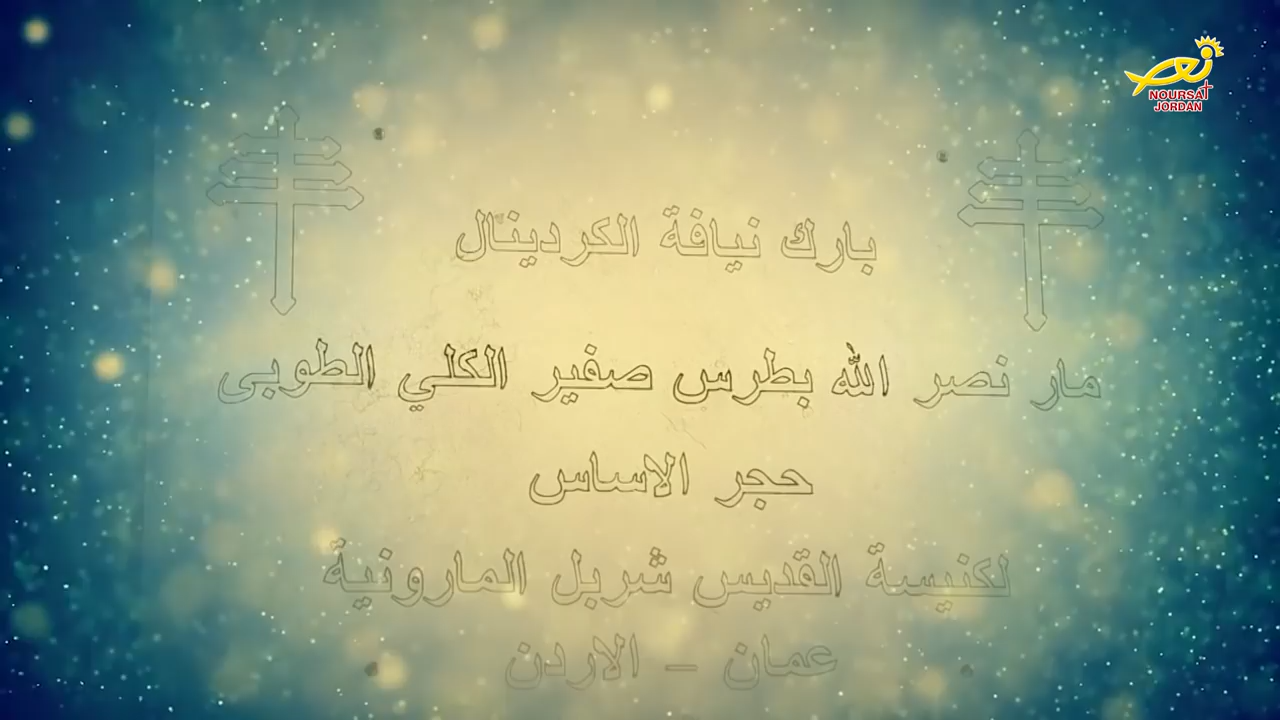 بارك نيافة الكردينال
مار نصر الله بطرس صفير الكلي الطوبى
حجر الاساس
لكنيسة القديس شربل المارونية
عمان – الاردن
NOURSAT
JORDAN